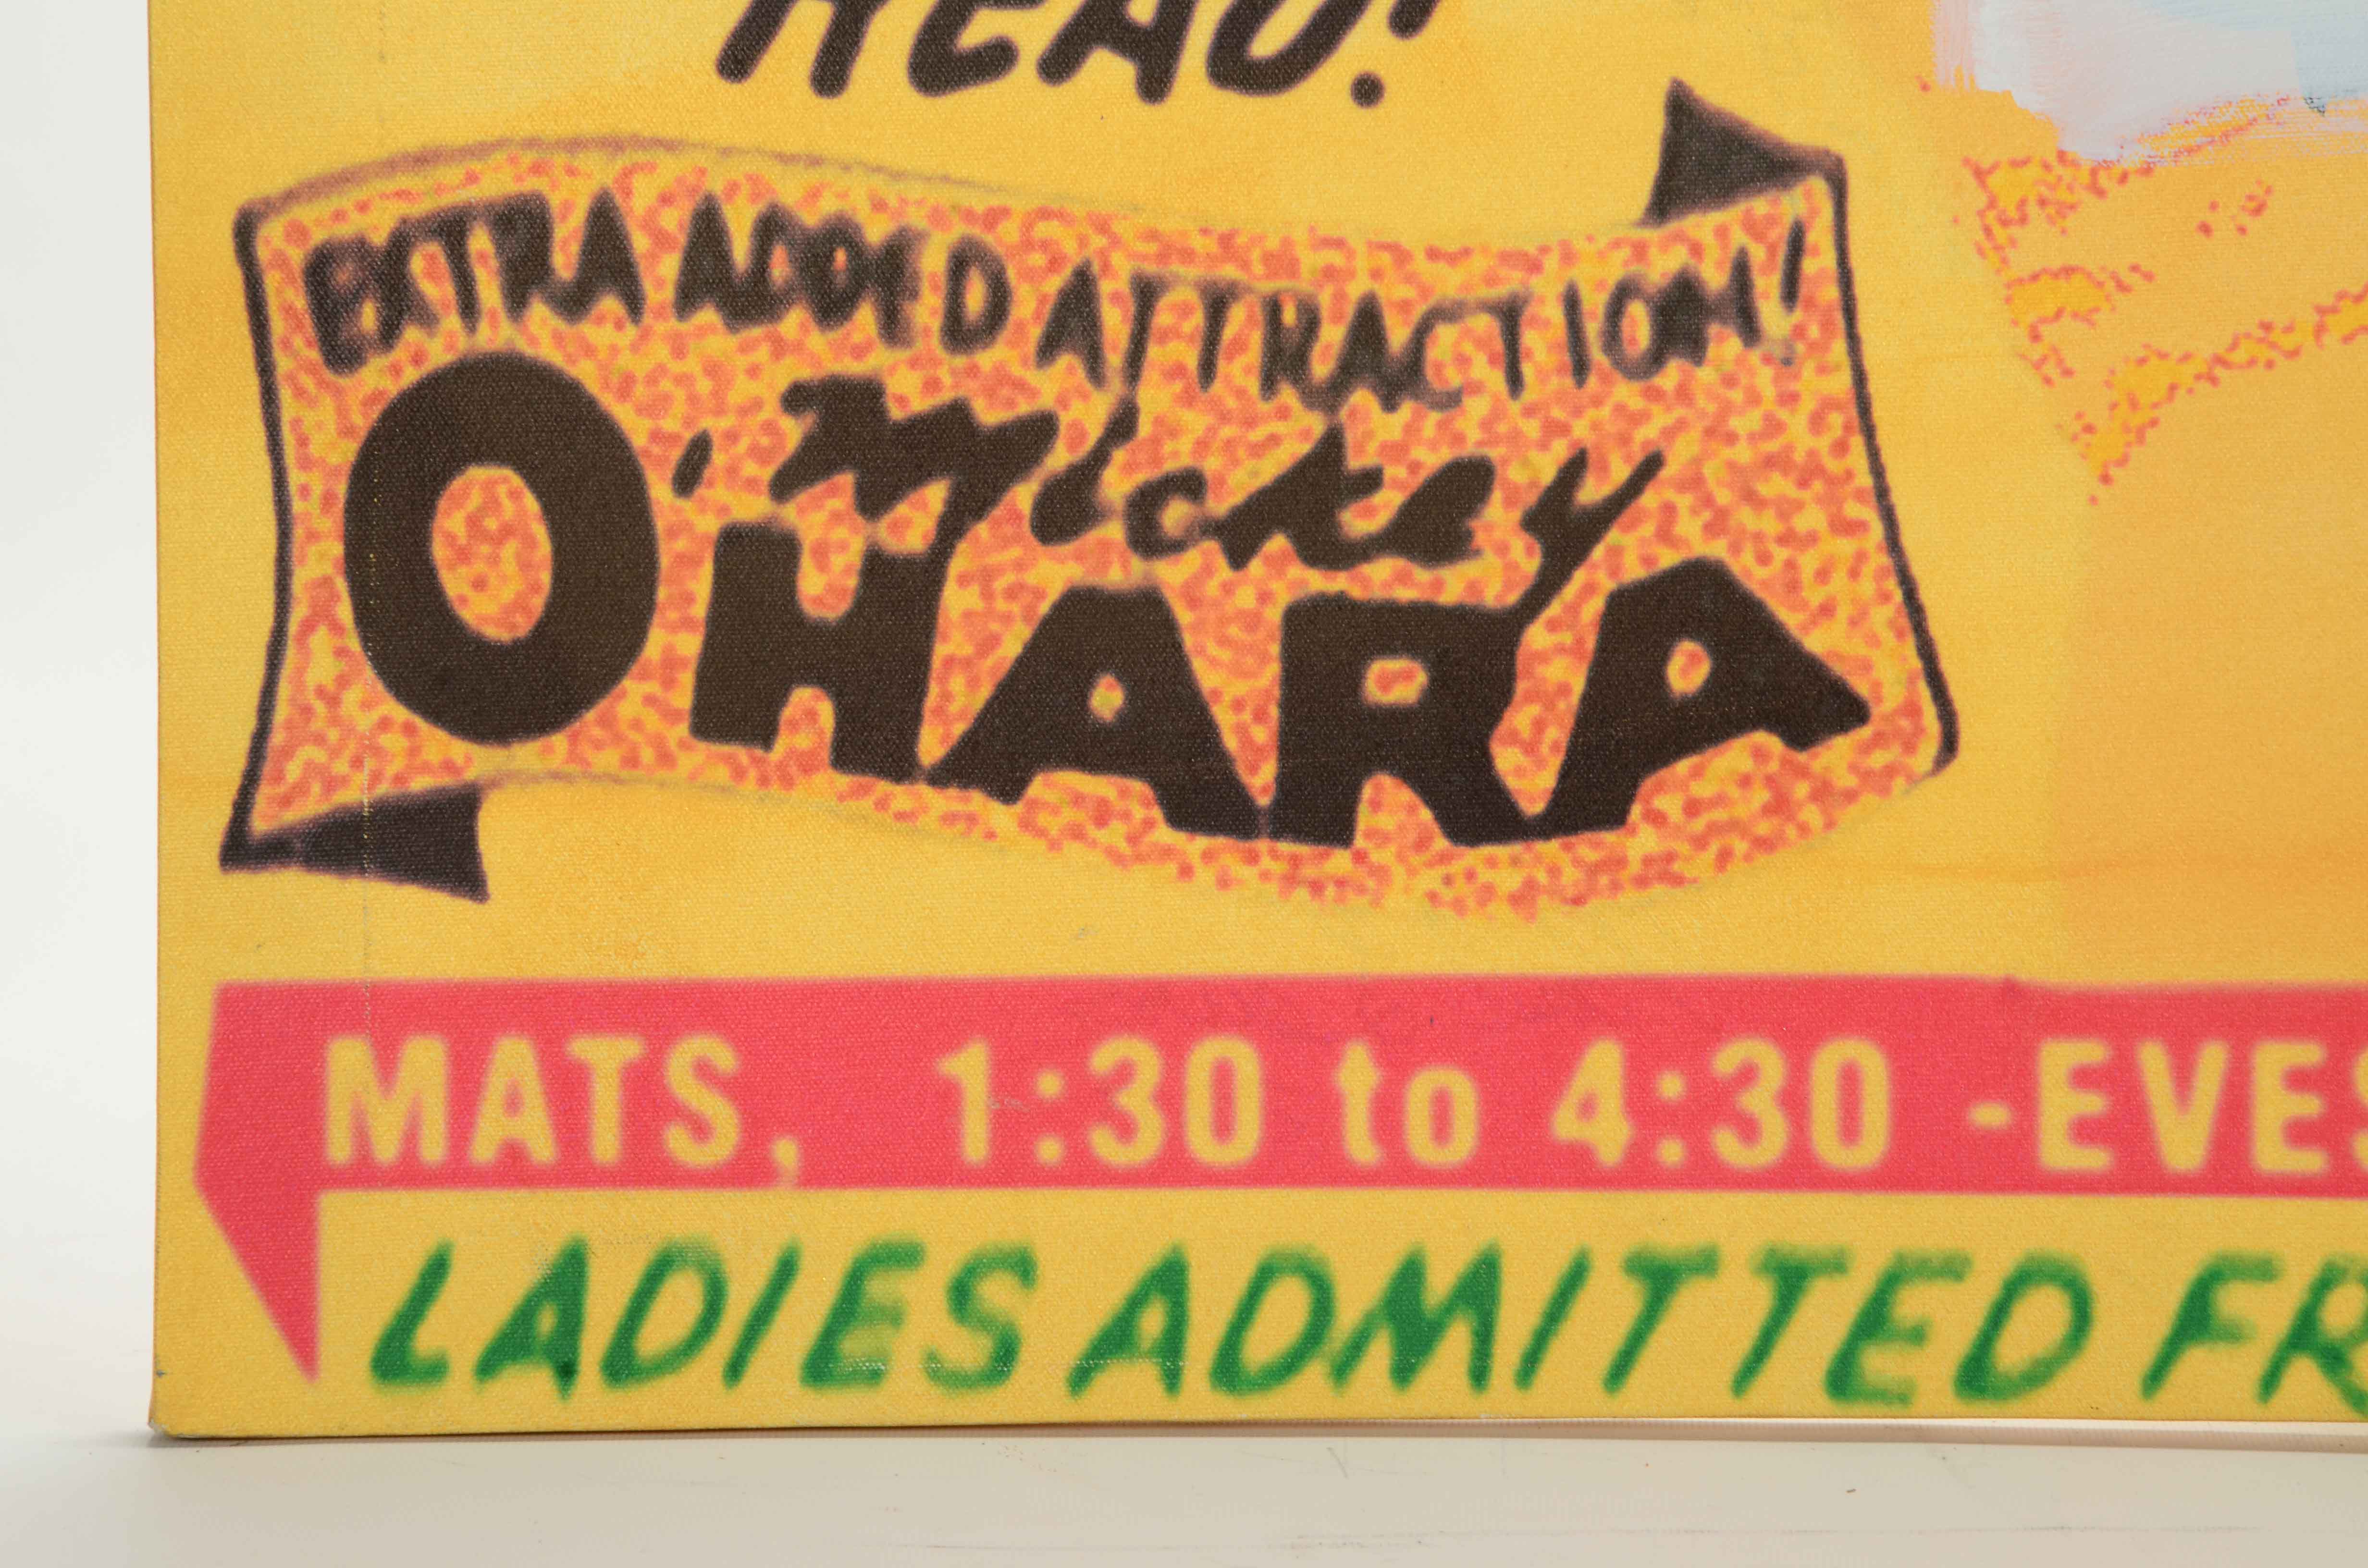 HEAD!
EXTRA ADDED ATTRACTION!
Mickey
O'HARA
MATS, 1:30 to 4:30 -EVES
LADIES ADMITTED FR